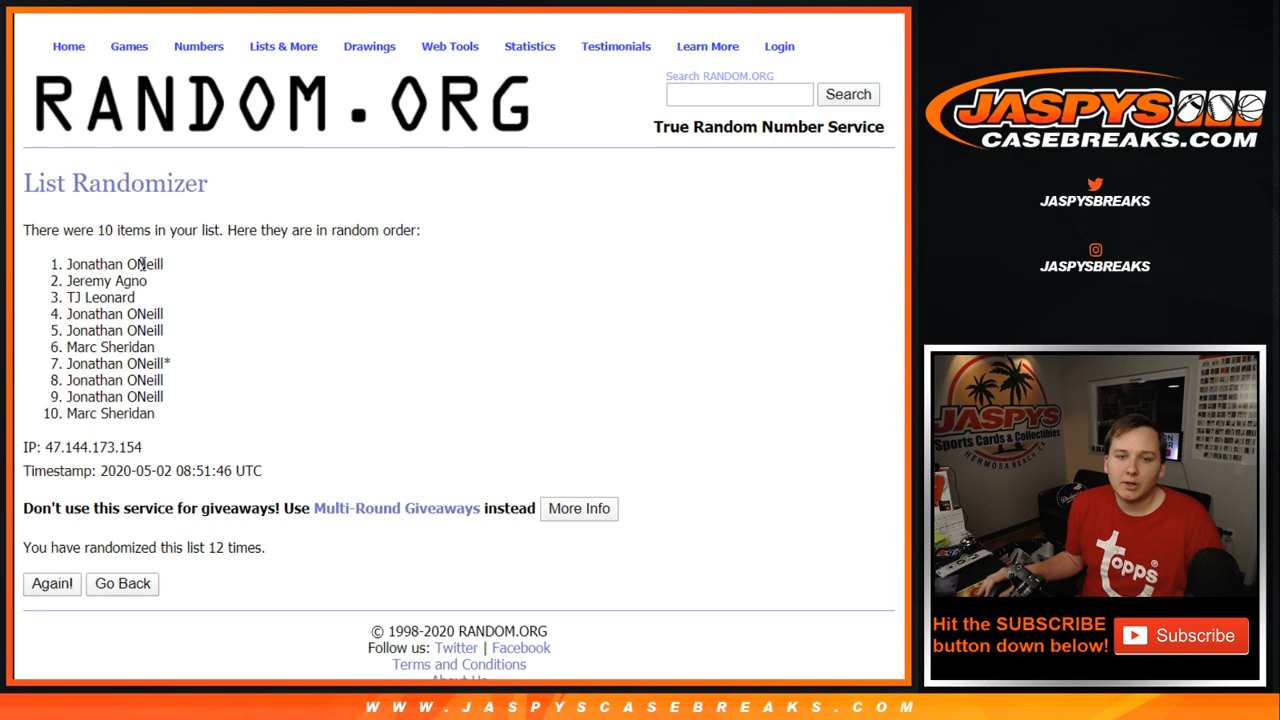 Home Games Numbers Lists & More Drawings Web Tools Statistics Testimonials Learn More Login
RANDOM.ORG
Search RANDOM.ORG
Search
True Random Number Service
List Randomizer
There were 10 items in your list. Here they are in random order:
1. Jonathan ONeill
2. Jeremy Agno
3. TJ Leonard
4. Jonathan ONeill
5. Jonathan ONeill
6. Marc Sheridan
7. Jonathan ONeill*
8. Jonathan ONeill
9. Jonathan ONeill
10. Marc Sheridan
IP: 47.144.173.154
Timestamp: 2020-05-02 08:51:46 UTC
Don't use this service for giveaways! Use Multi-Round Giveaways instead More Info
You have randomized this list 12 times.
Again! Go Back
© 1998-2020 RANDOM.ORG
Follow us: Twitter | Facebook
Terms and Conditions
About Us
JASPYS
CASEBREAKS.COM
JASPYSBREAKS
JASPYSBREAKS
JASPYS
Sports Cards & Collectibles
HERMOSA BEACH, CA
Dodgers
topps
Hit the SUBSCRIBE
button down below!
Subscribe
WWW.JASPYSCASEBREAKS.COM